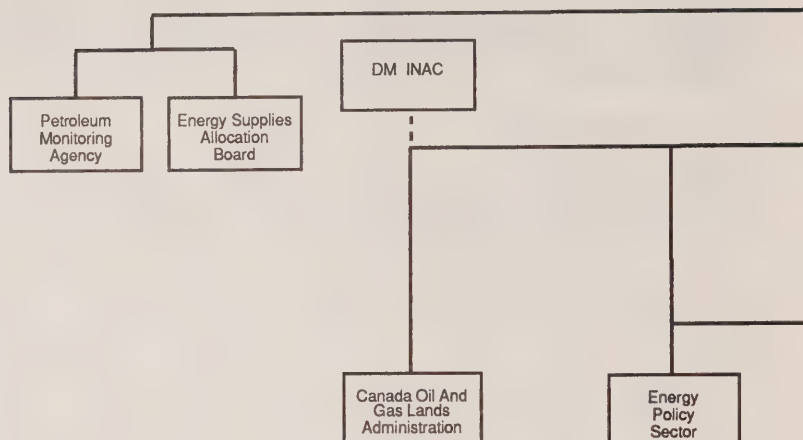 DM INAC
Petroleum
Monitoring
Agency
Energy Supplies
Allocation
Board
Canada Oil And
Gas Lands
Administration
Energy
Policy
Sector